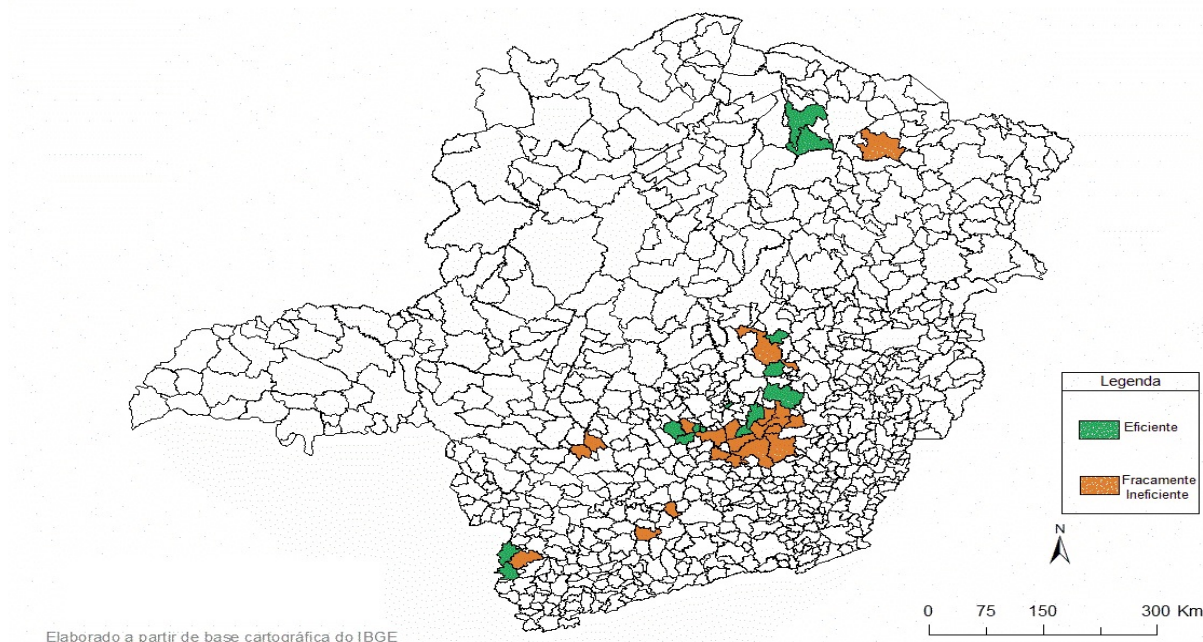 Legenda
Eficiente
Fracamente
Ineficiente
N
0 75 150 300 Km
Elaborado a partir de base cartográfica do IBGE